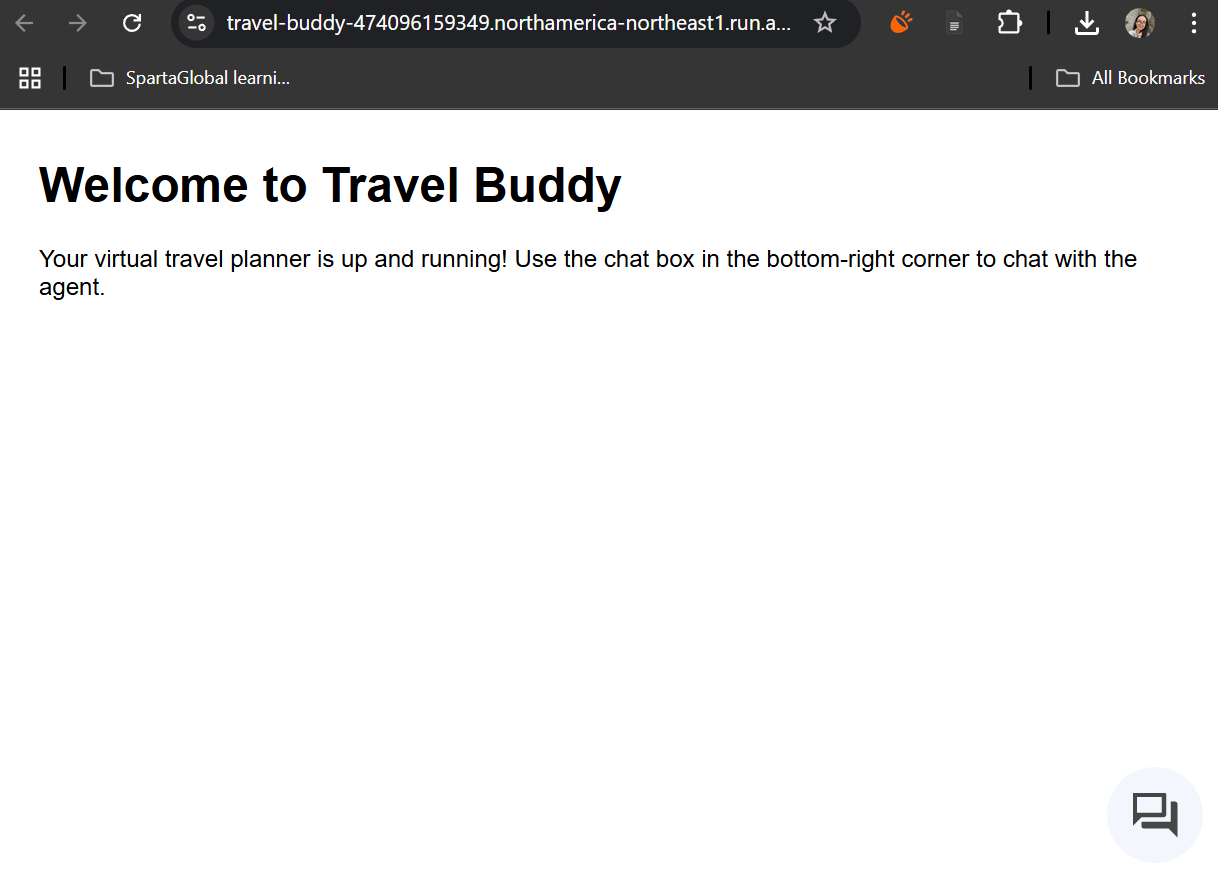 travel-buddy-474096159349.northamerica-northeast1.run.a...
SpartaGlobal learni...
All Bookmarks
Welcome to Travel Buddy
Your virtual travel planner is up and running! Use the chat box in the bottom-right corner to chat with the
agent.